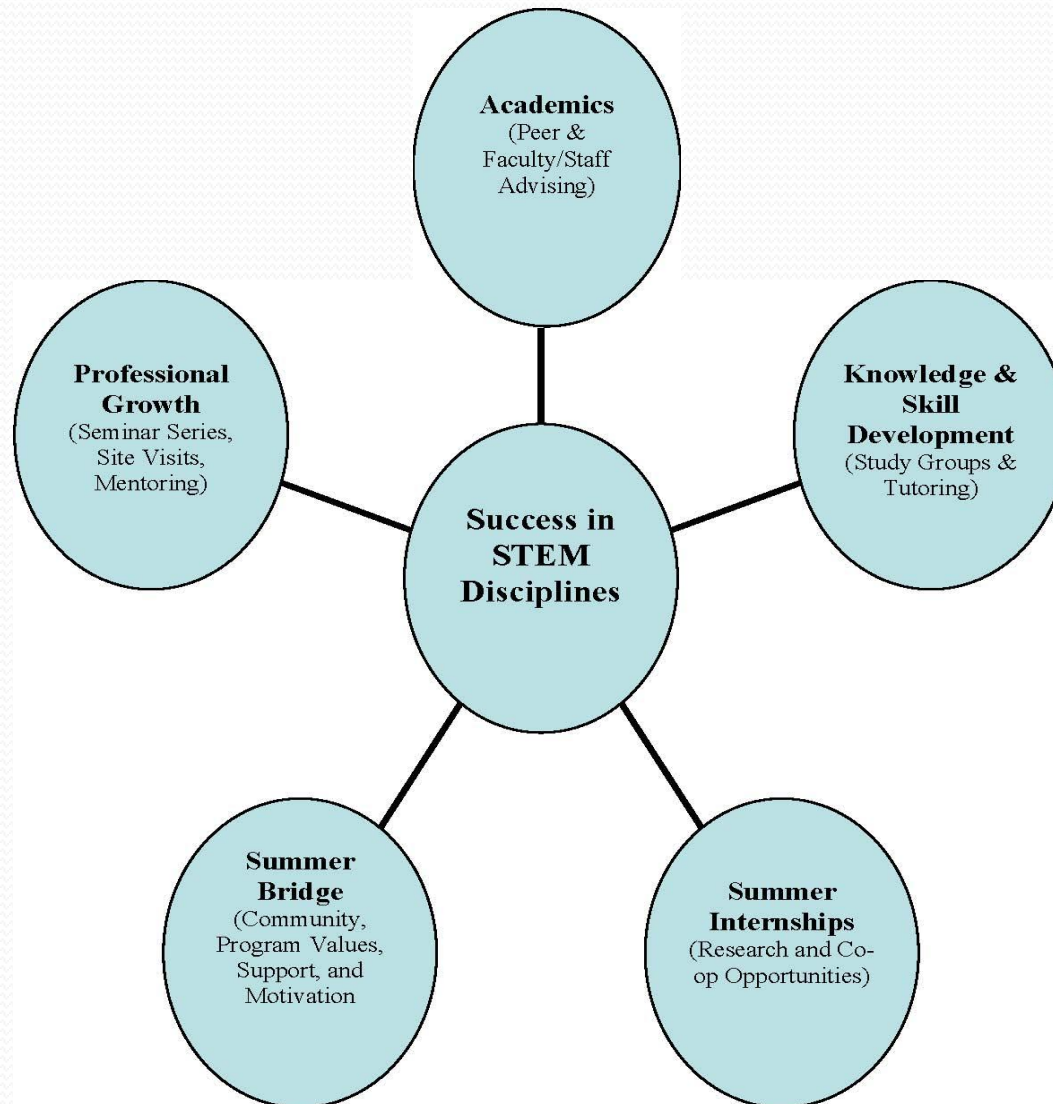 Academics
(Peer &
Faculty/Staff
Advising)
Professional
Growth
(Seminar Series,
Site Visits,
Mentoring)
Knowledge &
Skill
Development
(Study Groups &
Tutoring)
Success in
STEM
Disciplines
Summer
Bridge
(Community,
Program Values,
Support, and
Motivation
Summer
Internships
(Research and Co-
op Opportunities)